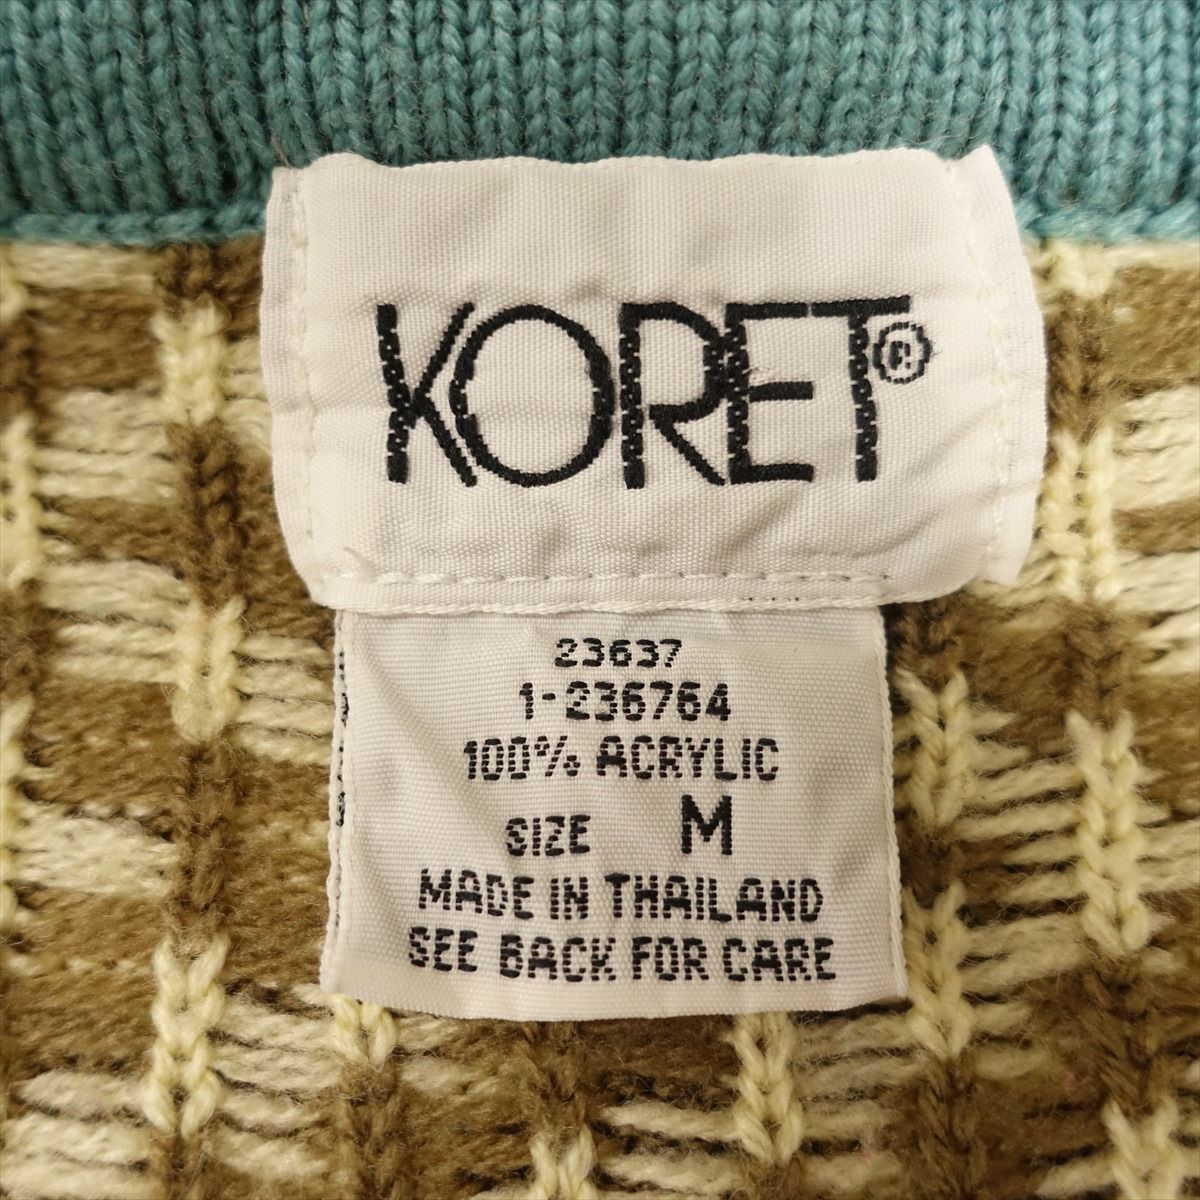 KORET®
23637
1-236764
100% ACRYLIC
SIZE M
MADE IN THAILAND
SEE BACK FOR CARE